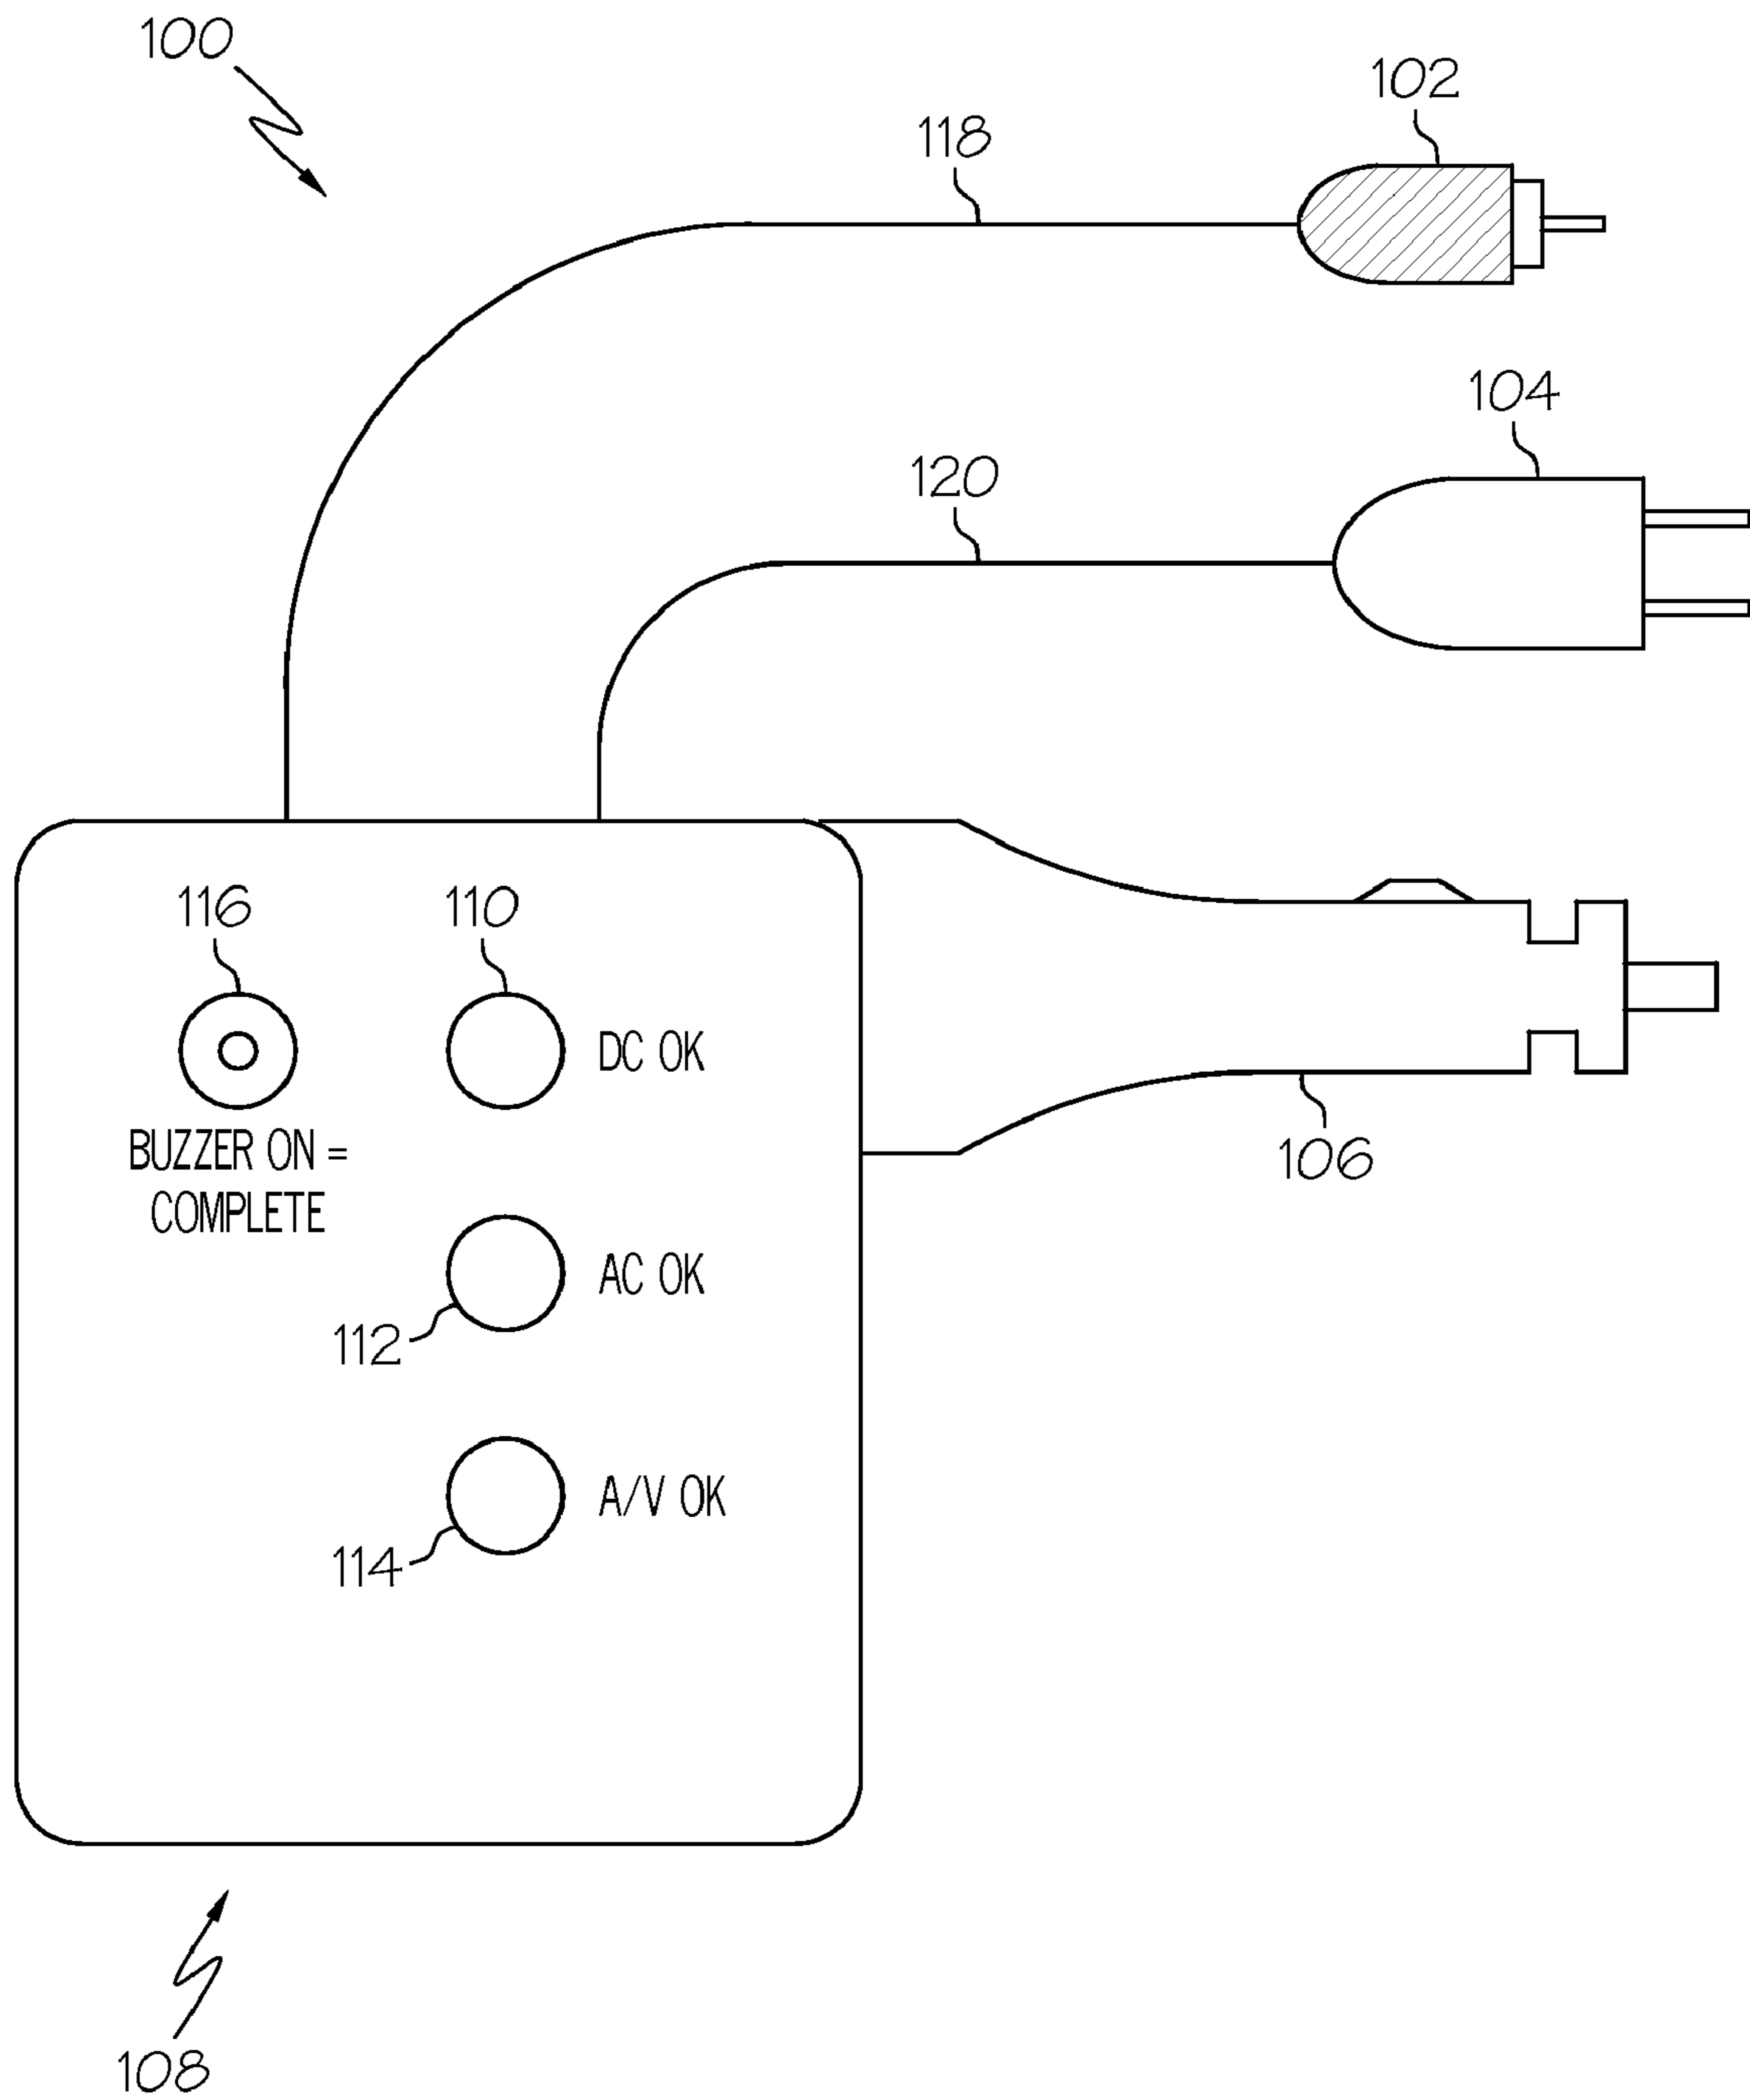 100
102
118
104
120
116
110
DC OK
BUZZER ON =
COMPLETE
106
AC OK
112
A/V OK
114
108